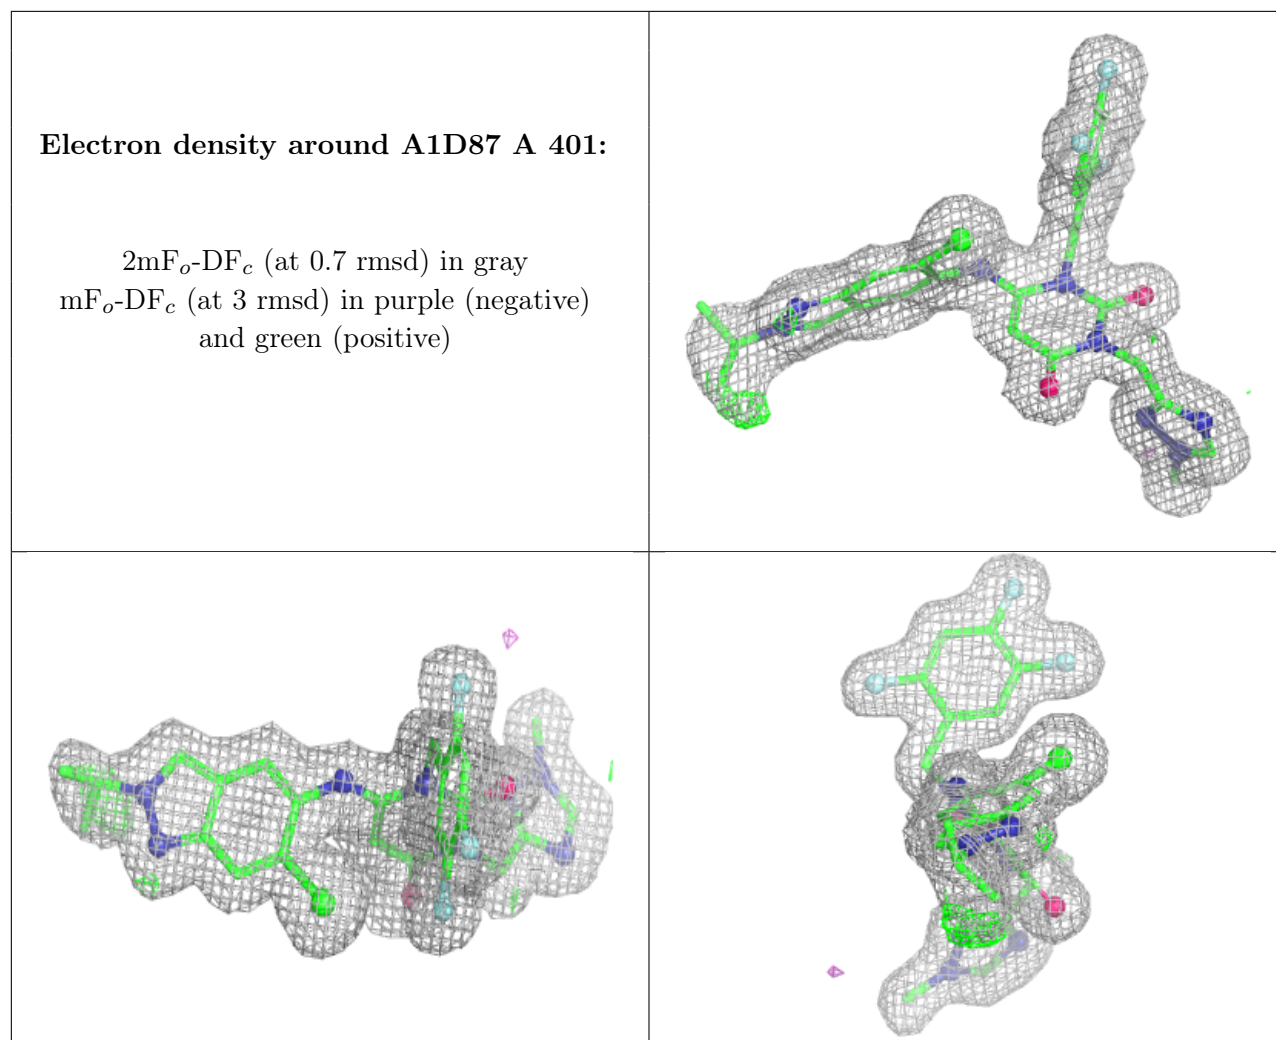 Electron density around A1D87 A 401:
2mFo-DFc (at 0.7 rmsd) in gray
mFo-DFc (at 3 rmsd) in purple (negative)
and green (positive)